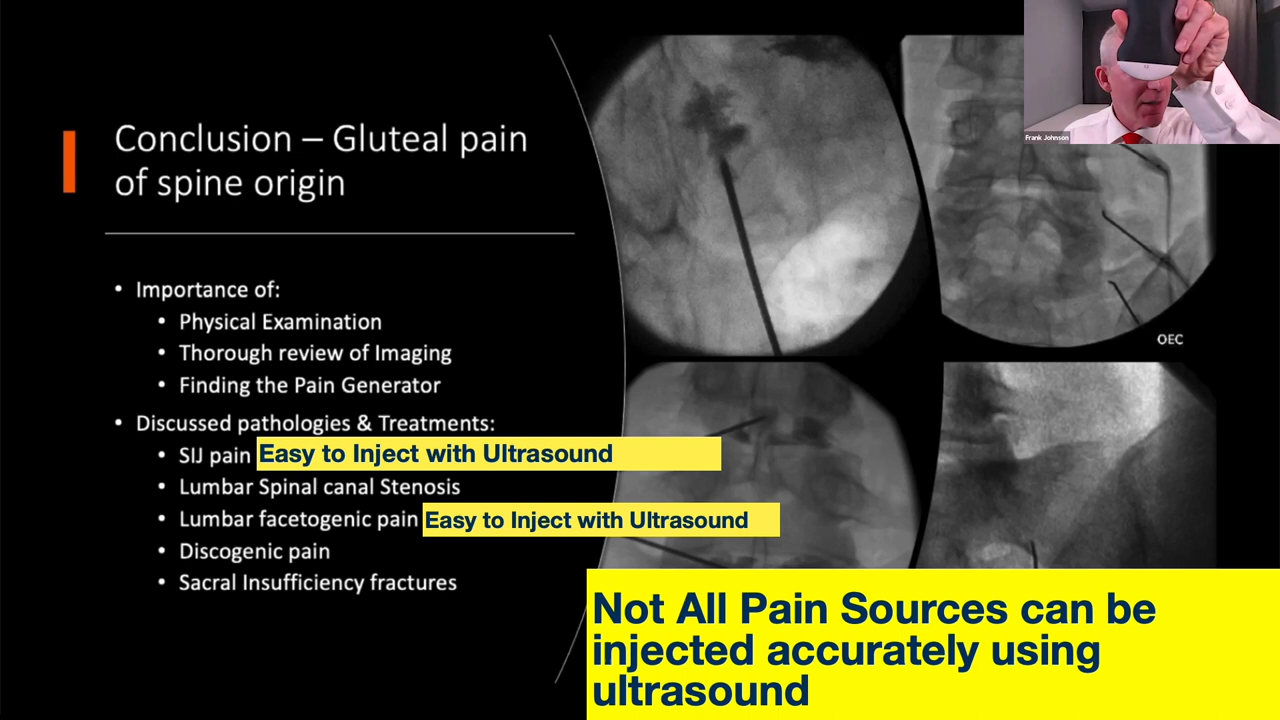 Frank Johnson
Conclusion – Gluteal pain
of spine origin
• Importance of:
• Physical Examination
• Thorough review of Imaging
• Finding the Pain Generator
• Discussed pathologies & Treatments:
• SIJ pain Easy to Inject with Ultrasound
• Lumbar Spinal canal Stenosis
• Lumbar facetogenic pain Easy to Inject with Ultrasound
• Discogenic pain
• Sacral Insufficiency fractures
OEC
Not All Pain Sources can be
injected accurately using
ultrasound